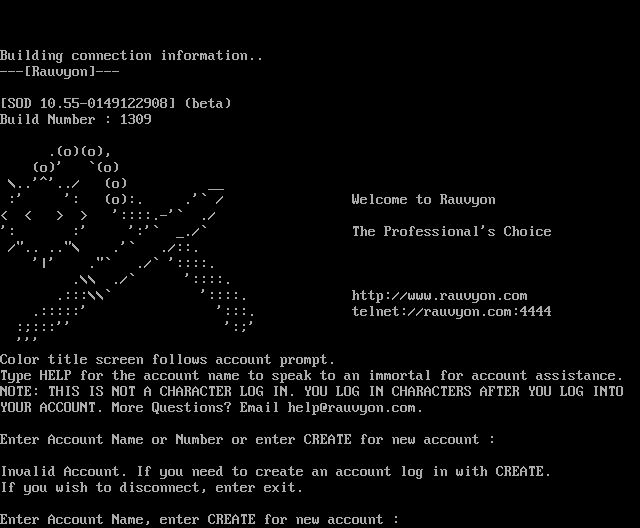 Building connection information..
---[Rauvyon]---
[SOD 10.55-0149122908] (beta)
Build Number : 1309
Welcome to Rauvyon
The Professional's Choice
http://www.rauvyon.com
telnet://rauvyon.com:4444
Color title screen follows account prompt.
Type HELP for the account name to speak to an immortal for account assistance.
NOTE: THIS IS NOT A CHARACTER LOG IN. YOU LOG IN CHARACTERS AFTER YOU LOG INTO
YOUR ACCOUNT. More Questions? Email help@rauvyon.com.
Enter Account Name or Number or enter CREATE for new account :
Invalid Account. If you need to create an account log in with CREATE.
If you wish to disconnect, enter exit.
Enter Account Name, enter CREATE for new account :